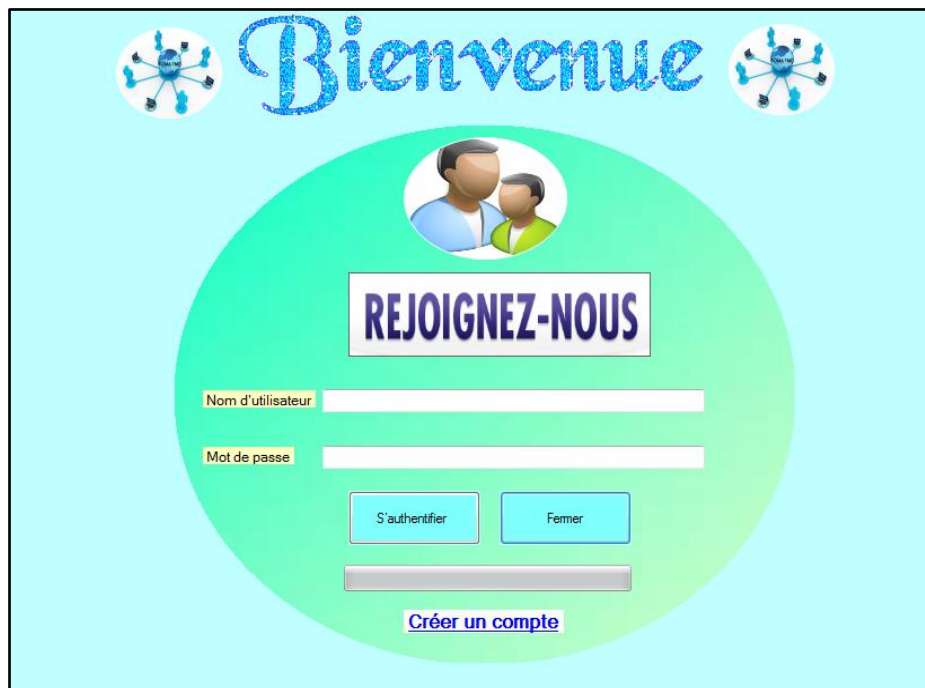 Bienvenue
REJOIGNEZ-NOUS
Nom d'utilisateur
Mot de passe
S'authentifier
Fermer
Créer un compte